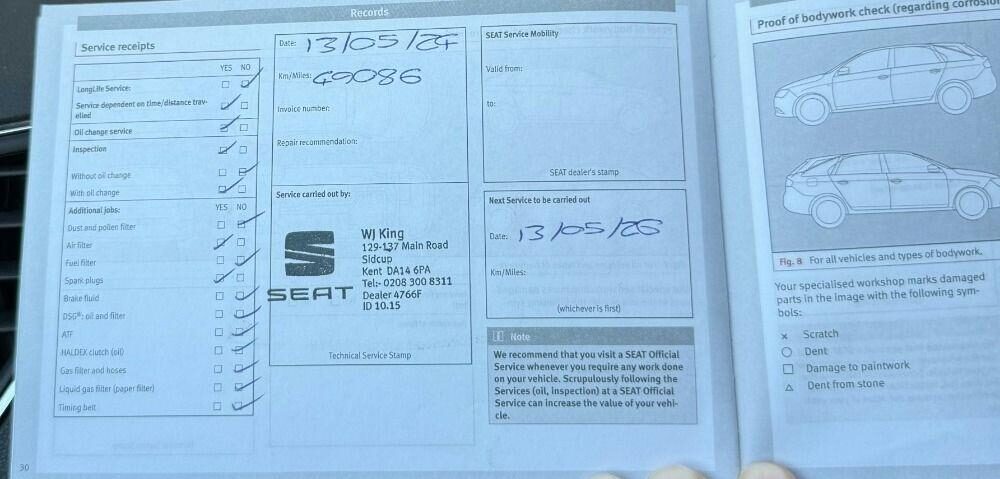 Records
Service receipts
YES NO
LongLife Service:
Service dependent on time/distance trav-
elled
Oil change service
Inspection
Without oil change
With oil change
Additional jobs: YES NO
Dust and pollen filter
Air filter
Fuel filter
Spark plugs
Brake fluid
DSG®: oil and filter
ATF
HALDEX clutch (oil)
Gas filter and hoses
Liquid gas filter (paper filter)
Timing belt
30
Date: 13/05/24
Km/Miles: 49086
Invoice number:
Repair recommendation:
Service carried out by:
SEAT
WJ King
129-137 Main Road
Sidcup
Kent DA14 6PA
Tel:- 0208 300 8311
Dealer 4766F
ID 10.15
Technical Service Stamp
SEAT Service Mobility
Valid from:
to:
SEAT dealer's stamp
Next Service to be carried out
Date: 13/05/25
Km/Miles:
(whichever is first)
Note
We recommend that you visit a SEAT Official
Service whenever you require any work done
on your vehicle. Scrupulously following the
Services (oil, inspection) at a SEAT Official
Service can increase the value of your vehi-
cle.
Proof of bodywork check (regarding
Fig. 8 For all vehicles and types of bodywork.
Your specialised workshop marks damaged
parts in the image with the following sym-
bols:
× Scratch
○ Dent
□ Damage to paintwork
△ Dent from stone